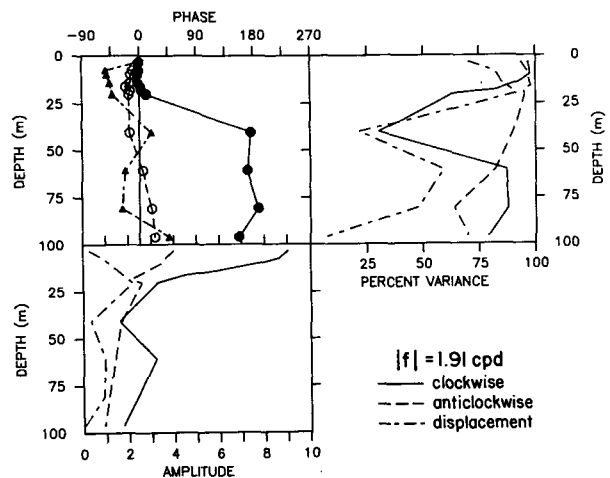 PHASE
-90 0 90 180 270
0
25
50
75
100
DEPTH (m)
0
25
50
75
100
DEPTH (m)
25 50 75 100
PERCENT VARIANCE
25
50
75
100
DEPTH (m)
0 2 4 6 8 10
AMPLITUDE
|f| = 1.91 cpd
clockwise
anticlockwise
displacement